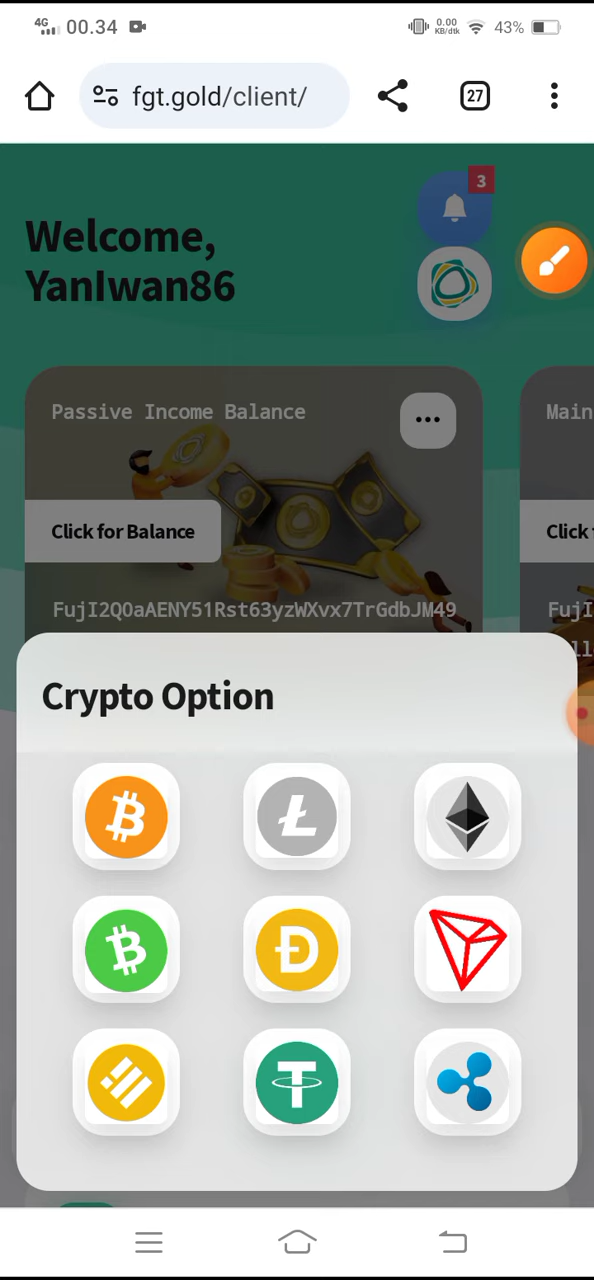 4G 00.34 0.00 KB/dtk 43%
fgt.gold/client/ 27
3
Welcome,
YanIwan86
Passive Income Balance
Main
Click for Balance
Click
FujI2Q0aAENY51Rst63yzWXvx7TrGdbJM49
FujI
Crypto Option